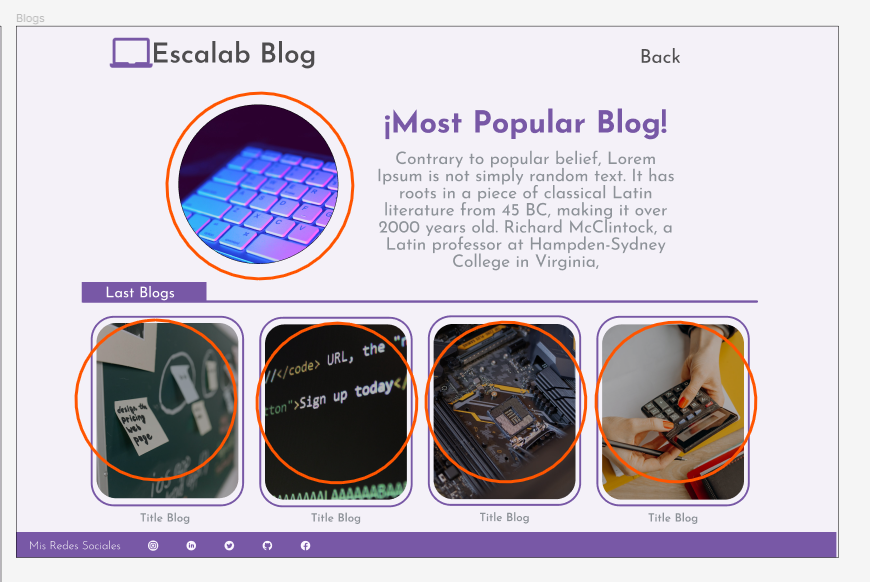 Blogs
Escalab Blog
Back
¡Most Popular Blog!
Contrary to popular belief, Lorem
Ipsum is not simply random text. It has
roots in a piece of classical Latin
literature from 45 BC, making it over
2000 years old. Richard McClintock, a
Latin professor at Hampden-Sydney
College in Virginia,
Last Blogs
design the
pricing
web
page
//</code> URL, the "r
cton">Sign up today</
Title Blog
Title Blog
Title Blog
Title Blog
Mis Redes Sociales